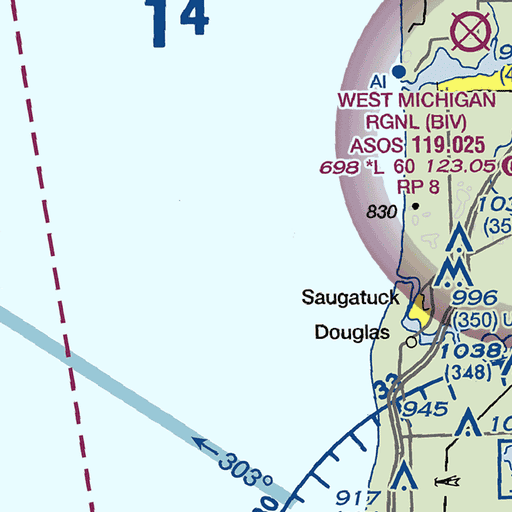 14
AI
WEST MICHIGAN
RGNL (BIV)
ASOS 119.025
698 *L 60 123.05
RP 8
830
Saugatuck
996
(350) U
Douglas
1038
(348)
33
945
303°
917